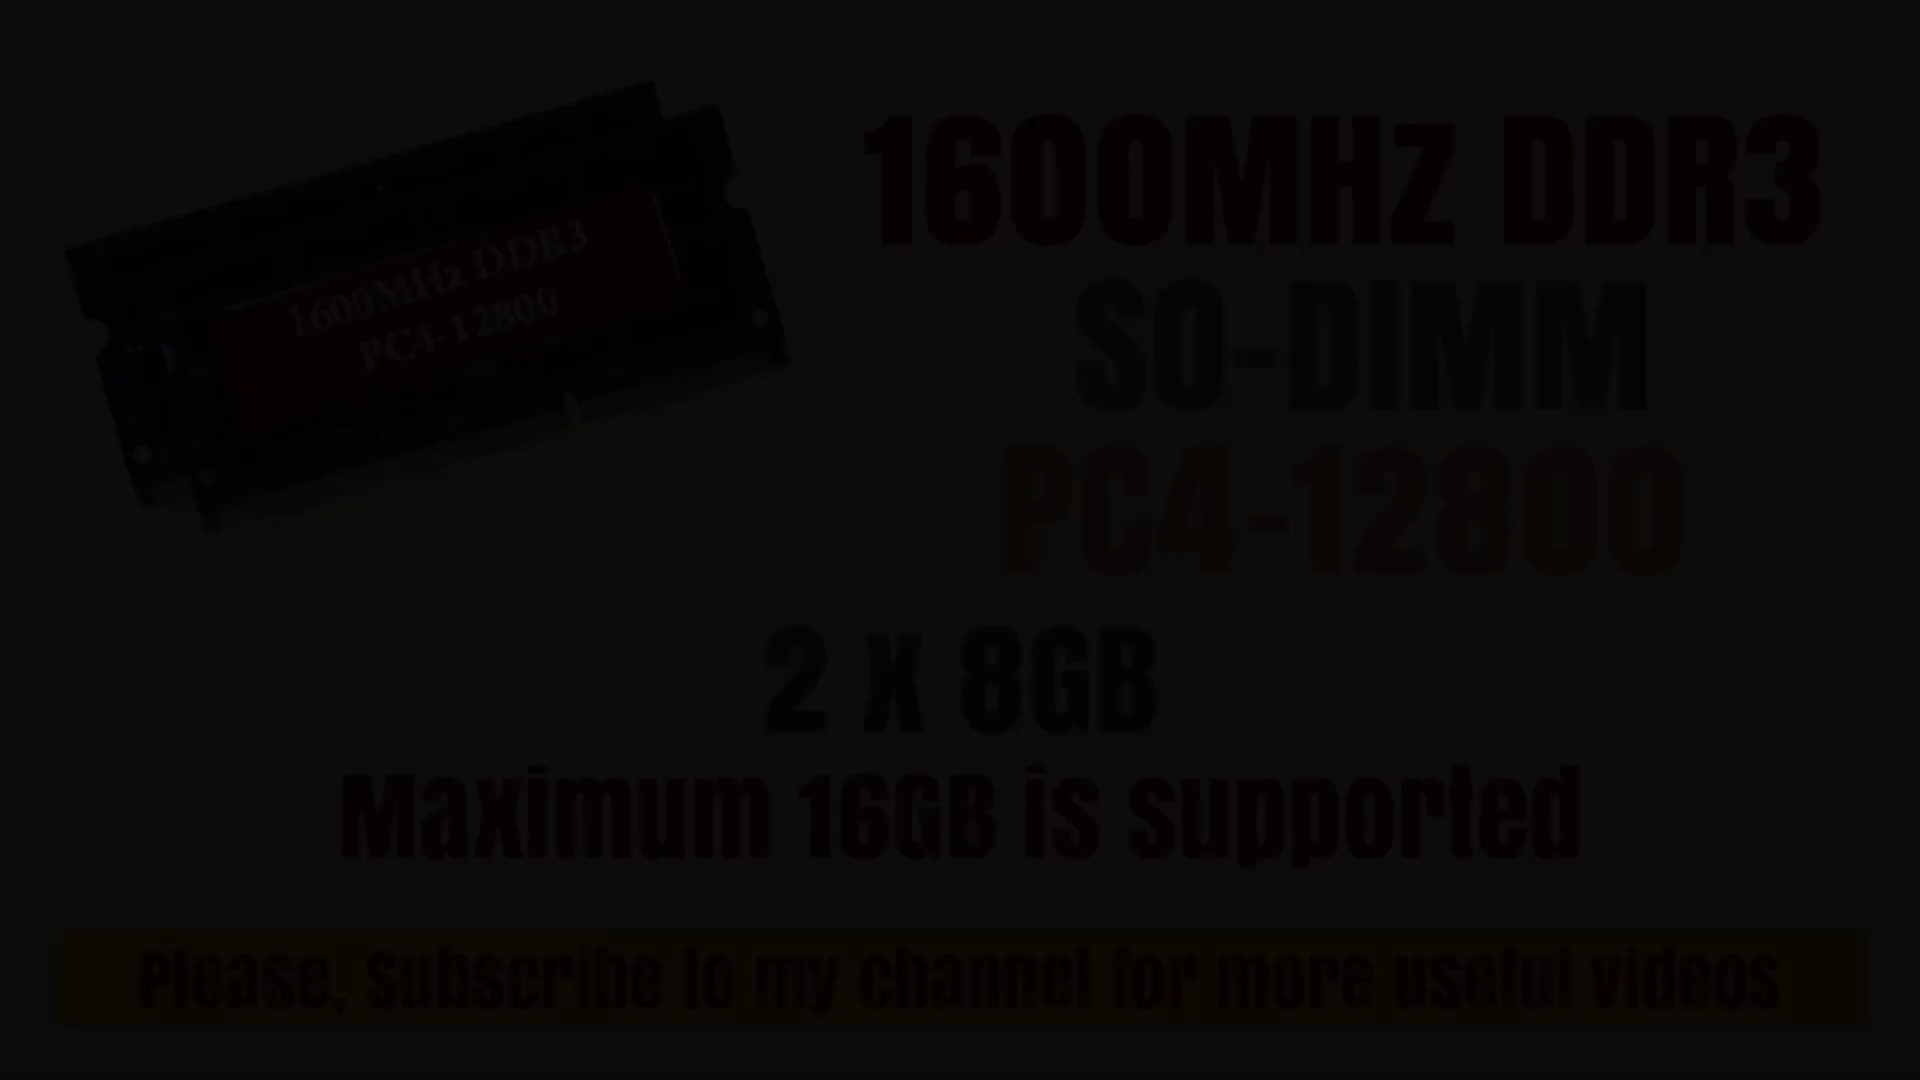 1600MHz DDR3
PC4-12800
1600MHz DDR3
SO-DIMM
PC4-12800
2 x 8GB
Maximum 16GB is supported
Please, subscribe to my channel for more useful videos